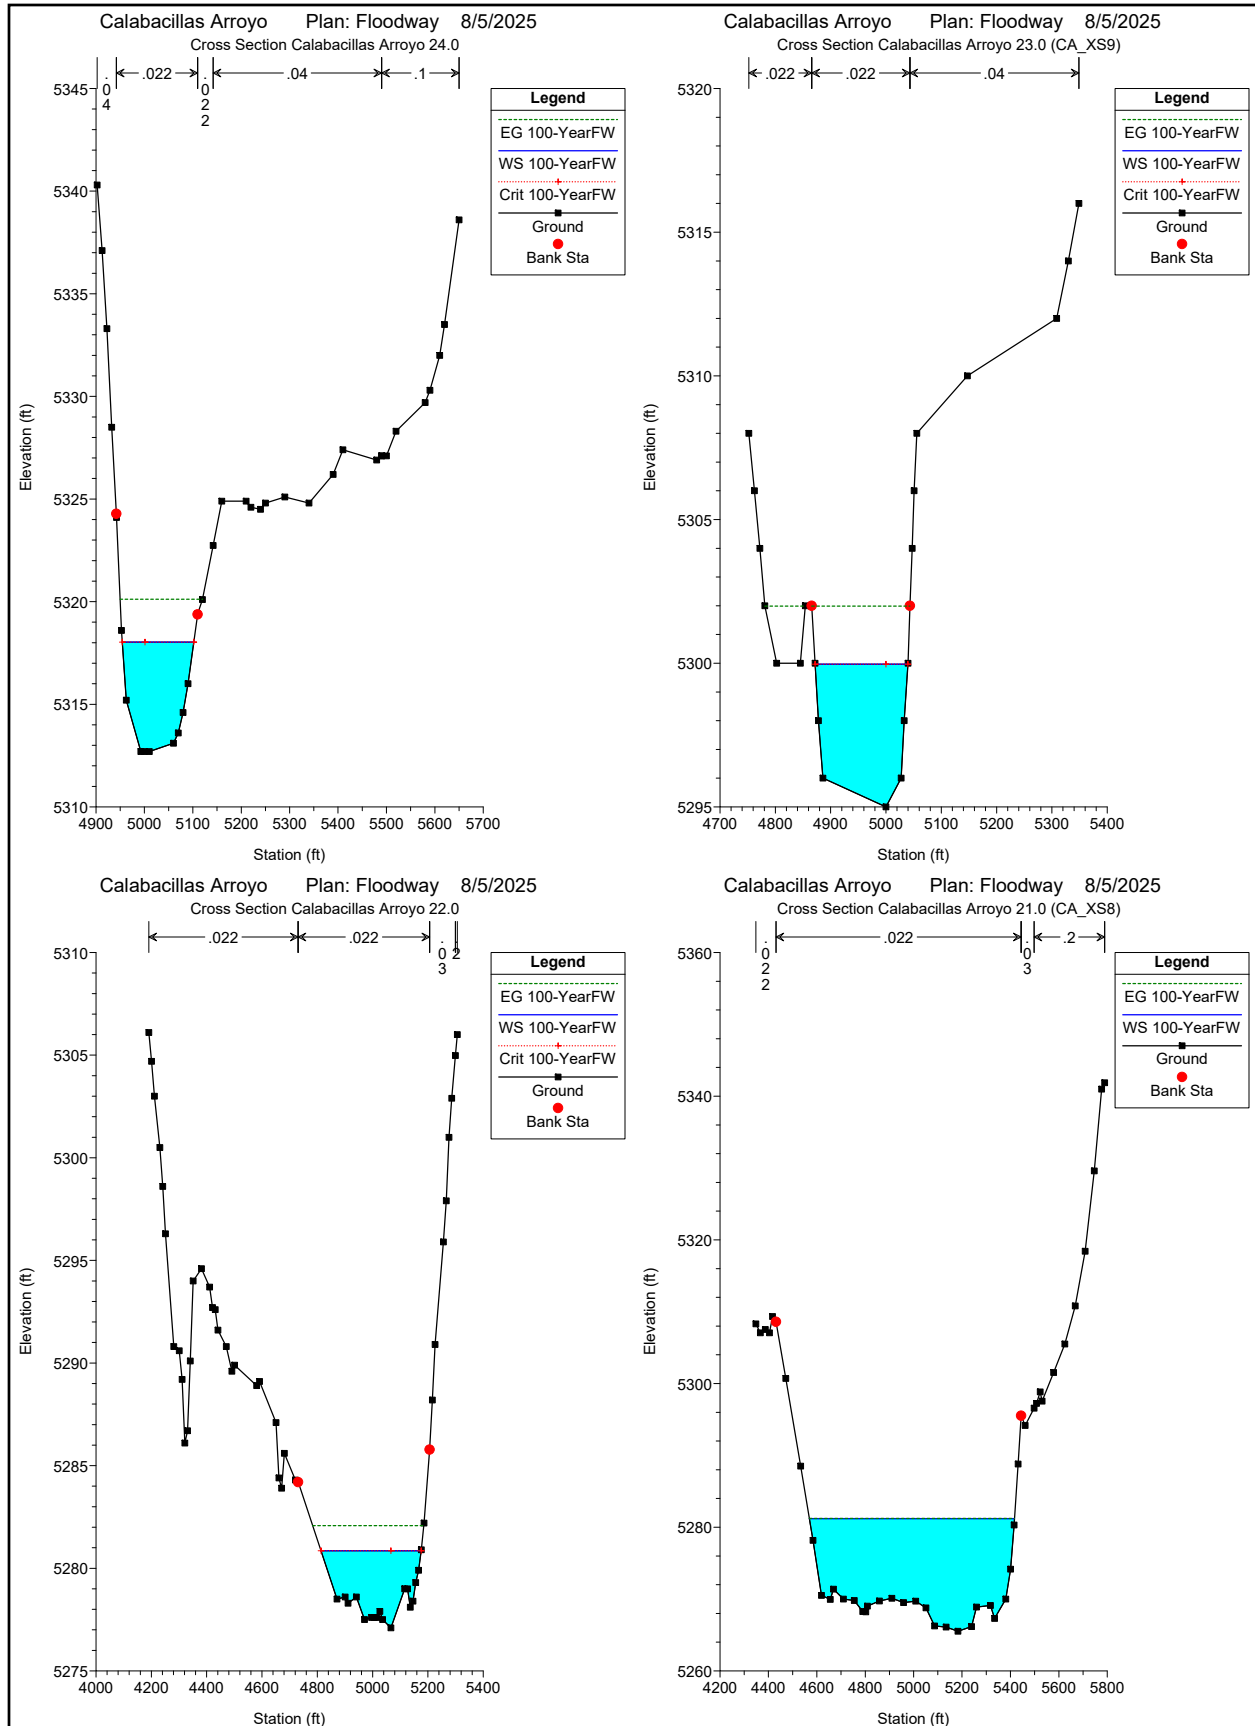 Calabacillas Arroyo Plan: Floodway 8/5/2025
Cross Section Calabacillas Arroyo 24.0
.04
.022
.022
.04
.1
Legend
EG 100-YearFW
WS 100-YearFW
Crit 100-YearFW
Ground
Bank Sta
5345
5340
5335
5330
5325
5320
5315
5310
Elevation (ft)
4900 5000 5100 5200 5300 5400 5500 5600 5700
Station (ft)
Calabacillas Arroyo Plan: Floodway 8/5/2025
Cross Section Calabacillas Arroyo 23.0 (CA_XS9)
.022
.022
.04
Legend
EG 100-YearFW
WS 100-YearFW
Crit 100-YearFW
Ground
Bank Sta
5320
5315
5310
5305
5300
5295
Elevation (ft)
4700 4800 4900 5000 5100 5200 5300 5400
Station (ft)
Calabacillas Arroyo Plan: Floodway 8/5/2025
Cross Section Calabacillas Arroyo 22.0
.022
.022
.03
.2
Legend
EG 100-YearFW
WS 100-YearFW
Crit 100-YearFW
Ground
Bank Sta
5310
5305
5300
5295
5290
5285
5280
5275
Elevation (ft)
4000 4200 4400 4600 4800 5000 5200 5400
Station (ft)
Calabacillas Arroyo Plan: Floodway 8/5/2025
Cross Section Calabacillas Arroyo 21.0 (CA_XS8)
.022
.022
.03
.2
Legend
EG 100-YearFW
WS 100-YearFW
Ground
Bank Sta
5360
5340
5320
5300
5280
5260
Elevation (ft)
4200 4400 4600 4800 5000 5200 5400 5600 5800
Station (ft)